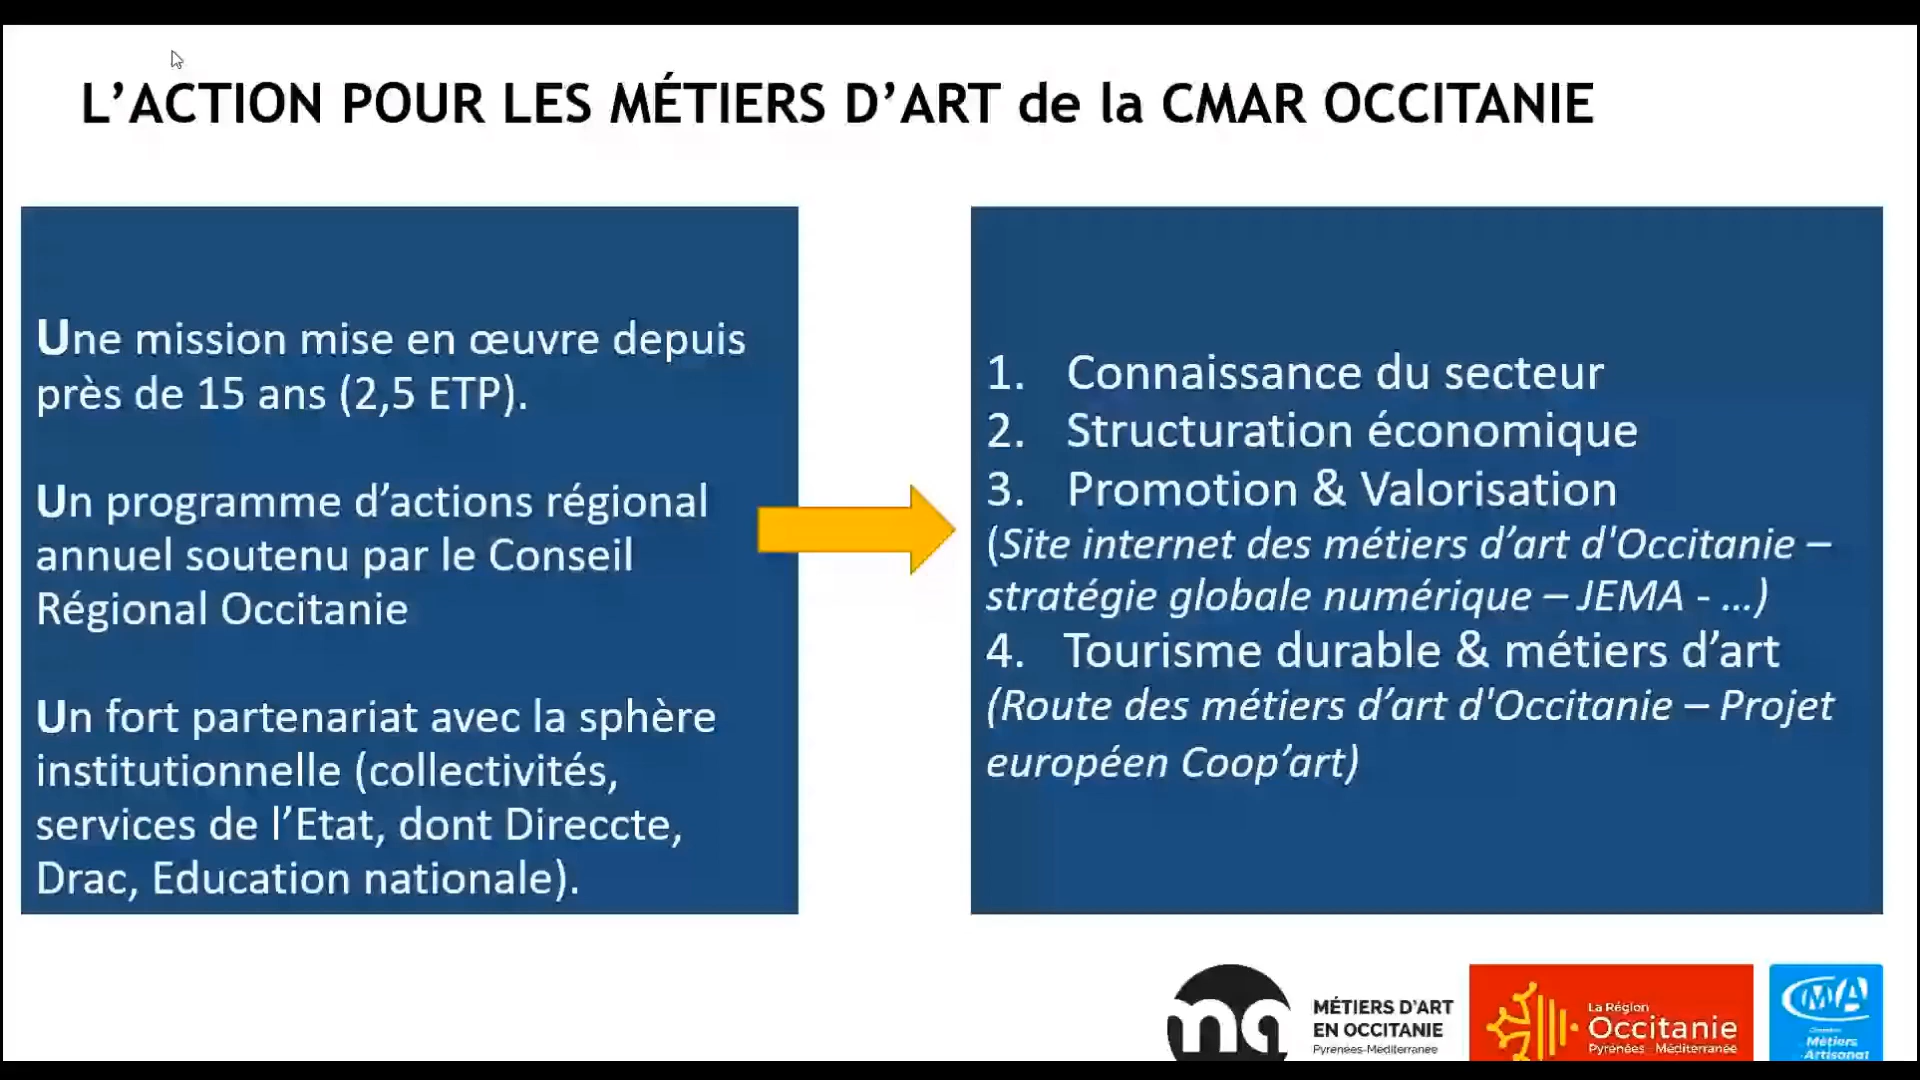 L’ACTION POUR LES MÉTIERS D’ART de la CMAR OCCITANIE
Une mission mise en œuvre depuis
près de 15 ans (2,5 ETP).
Un programme d’actions régional
annuel soutenu par le Conseil
Régional Occitanie
Un fort partenariat avec la sphère
institutionnelle (collectivités,
services de l’Etat, dont Direccte,
Drac, Education nationale).
1. Connaissance du secteur
2. Structuration économique
3. Promotion & Valorisation
(Site internet des métiers d’art d'Occitanie –
stratégie globale numérique – JEMA - …)
4. Tourisme durable & métiers d’art
(Route des métiers d’art d'Occitanie – Projet
européen Coop’art)
ma
MÉTIERS D’ART
EN OCCITANIE
Pyrénées-Méditerranée
La Région
Occitanie
Pyrénées - Méditerranée
CMA
Métiers
Artisanat